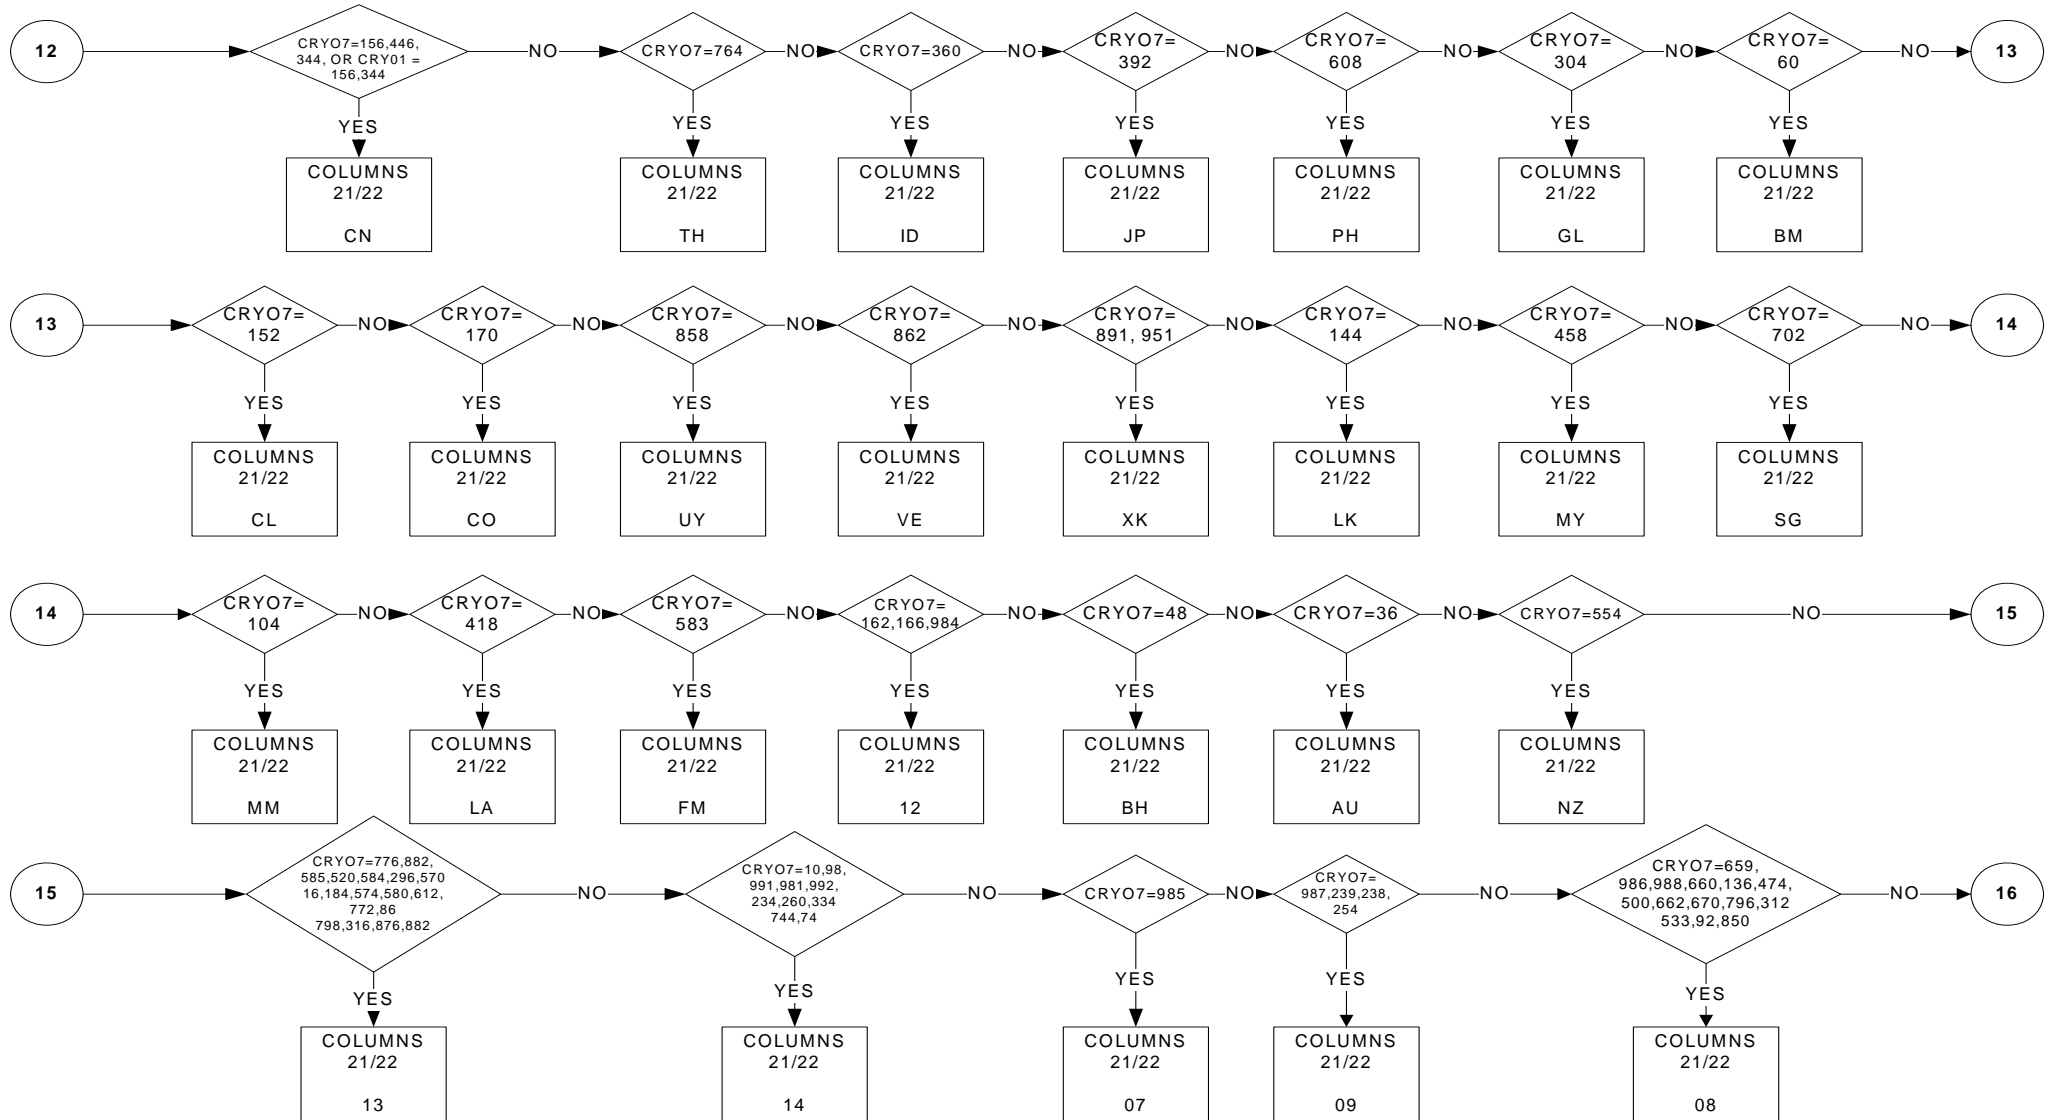 12
CRYO7=156,446,
344, OR CRY01 =
156,344
NO
CRYO7=764
NO
CRYO7=360
NO
CRYO7=
392
NO
CRYO7=
608
NO
CRYO7=
304
NO
CRYO7=
60
NO
13
YES
YES
YES
YES
YES
YES
YES
COLUMNS
21/22
CN
COLUMNS
21/22
TH
COLUMNS
21/22
ID
COLUMNS
21/22
JP
COLUMNS
21/22
PH
COLUMNS
21/22
GL
COLUMNS
21/22
BM
13
CRYO7=
152
NO
CRYO7=
170
NO
CRYO7=
858
NO
CRYO7=
862
NO
CRYO7=
891, 951
NO
CRYO7=
144
NO
CRYO7=
458
NO
CRYO7=
702
NO
14
YES
YES
YES
YES
YES
YES
YES
YES
COLUMNS
21/22
CL
COLUMNS
21/22
CO
COLUMNS
21/22
UY
COLUMNS
21/22
VE
COLUMNS
21/22
XK
COLUMNS
21/22
LK
COLUMNS
21/22
MY
COLUMNS
21/22
SG
14
CRYO7=
104
NO
CRYO7=
418
NO
CRYO7=
583
NO
CRYO7=
162,166,984
NO
CRYO7=48
NO
CRYO7=36
NO
CRYO7=554
NO
15
YES
YES
YES
YES
YES
YES
YES
COLUMNS
21/22
MM
COLUMNS
21/22
LA
COLUMNS
21/22
FM
COLUMNS
21/22
12
COLUMNS
21/22
BH
COLUMNS
21/22
AU
COLUMNS
21/22
NZ
15
CRYO7=776,882,
585,520,584,296,570
16,184,574,580,612,
772,86
798,316,876,882
NO
CRYO7=10,98,
991,981,992,
234,260,334
744,74
NO
CRYO7=985
NO
CRYO7=
987,239,238,
254
NO
CRYO7=659,
986,988,660,136,474,
500,662,670,796,312
533,92,850
NO
16
YES
YES
YES
YES
YES
COLUMNS
21/22
13
COLUMNS
21/22
14
COLUMNS
21/22
07
COLUMNS
21/22
09
COLUMNS
21/22
08